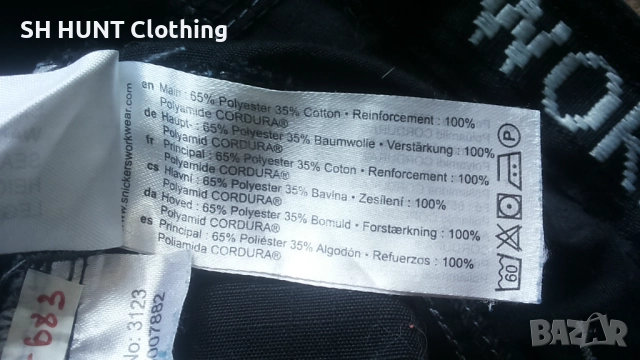 SH HUNT Clothing
WOR
en Main : 65% Polyester 35% Cotton • Reinforcement : 100%
Polyamide CORDURA®
de Haupt- : 65% Polyester 35% Baumwolle • Verstärkung : 100%
Polyamid CORDURA®
fr Principal : 65% Polyester 35% Coton • Renforcement : 100%
Polyamide CORDURA®
cs Hlavní : 65% Polyester 35% Bavlna • Zesílení : 100%
Polyamid CORDURA®
da Hoved : 65% Polyester 35% Bomuld • Forstærkning : 100%
Polyamid CORDURA®
es Principal : 65% Poliéster 35% Algodón • Refuerzos : 100%
Poliamida CORDURA®
www.snickersworkwear.com
P
60
No: 3123
007882
683
BAZAR